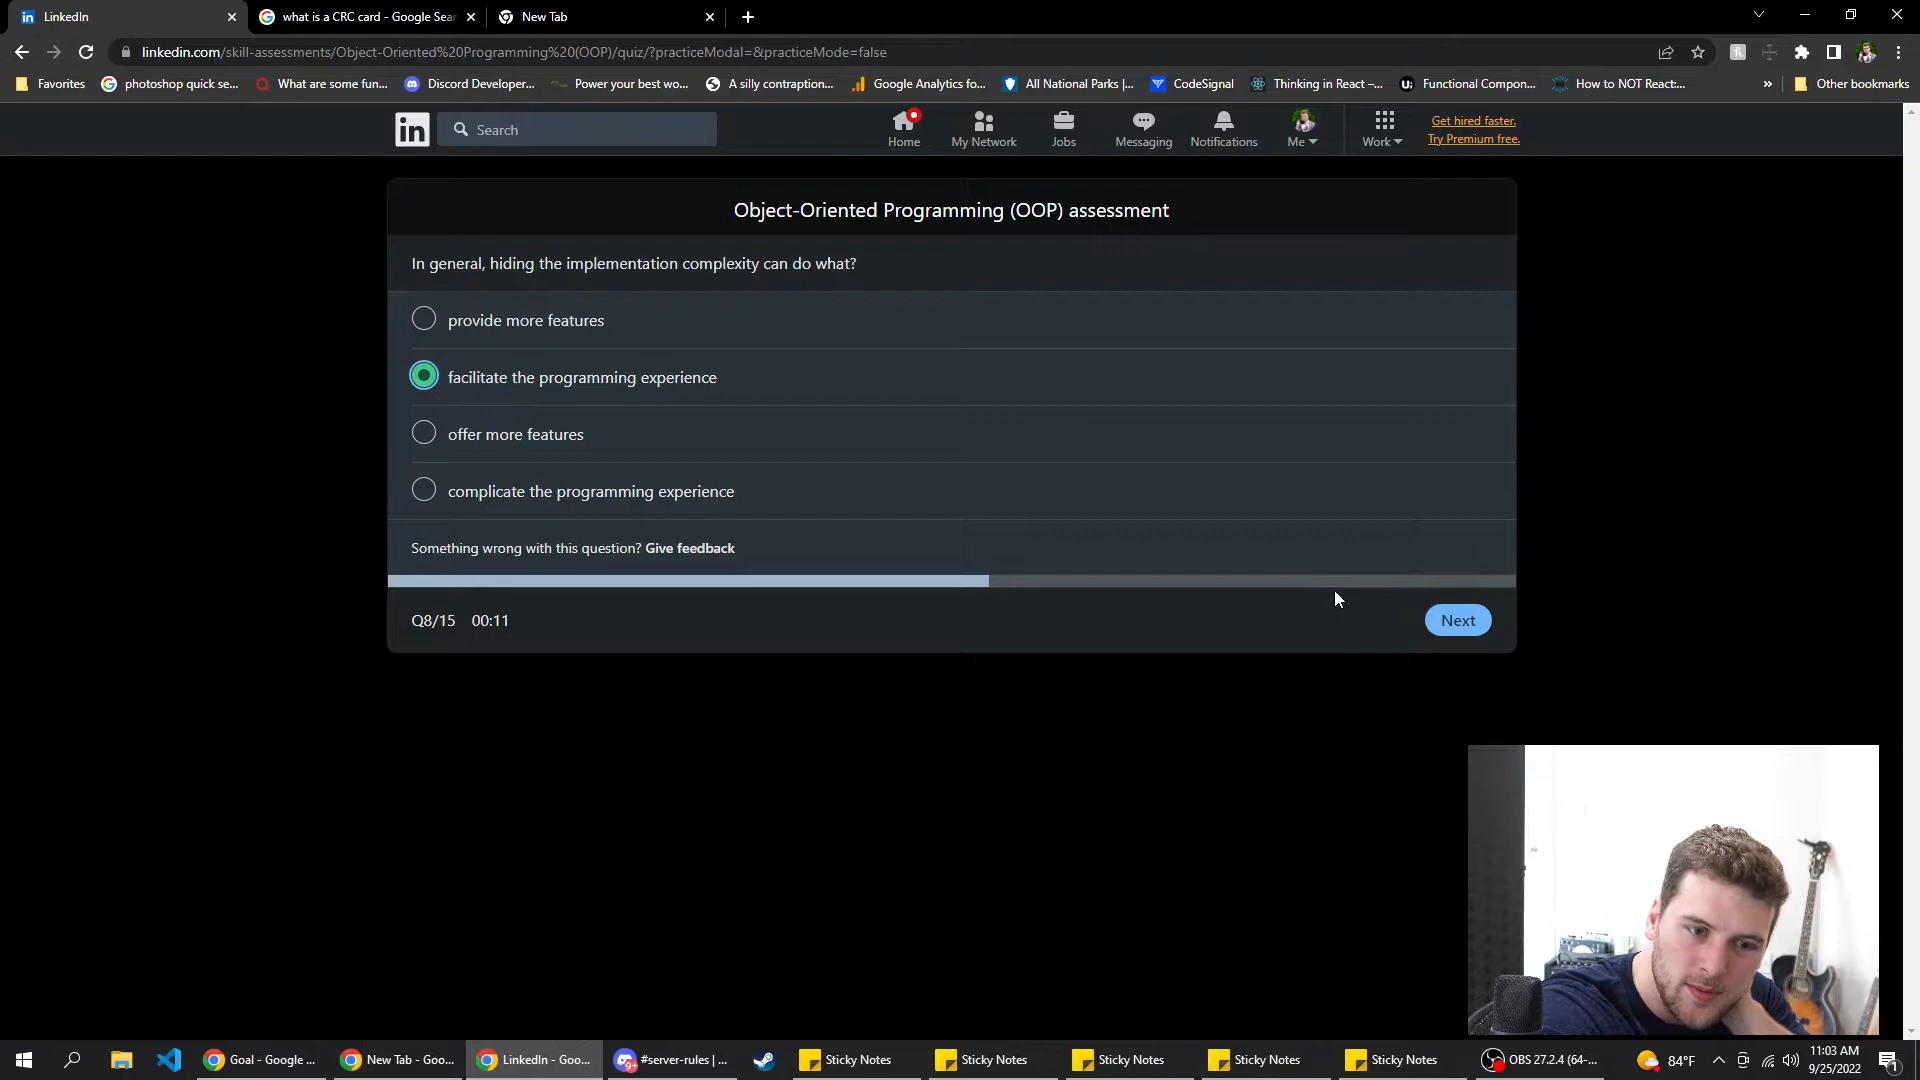 LinkedIn
what is a CRC card - Google Sear
New Tab
linkedin.com/skill-assessments/Object-Oriented%20Programming%20(OOP)/quiz/?practiceModal=&practiceMode=false
Favorites
photoshop quick se...
What are some fun...
Discord Developer...
Power your best wo...
A silly contraption...
Google Analytics fo...
All National Parks |...
CodeSignal
Thinking in React –...
Functional Compon...
How to NOT React:...
»
Other bookmarks
in
Search
Home
My Network
Jobs
Messaging
Notifications
Me
Work
Get hired faster.
Try Premium free.
Object-Oriented Programming (OOP) assessment
In general, hiding the implementation complexity can do what?
provide more features
facilitate the programming experience
offer more features
complicate the programming experience
Something wrong with this question? Give feedback
Q8/15 00:11
Next
Goal - Google ...
New Tab - Goo...
LinkedIn - Goo...
#server-rules | ...
Sticky Notes
Sticky Notes
Sticky Notes
Sticky Notes
Sticky Notes
OBS 27.2.4 (64-...
84°F
11:03 AM
9/25/2022